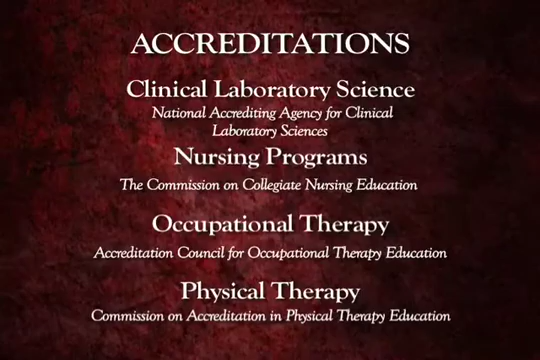 ACCREDITATIONS
Clinical Laboratory Science
National Accrediting Agency for Clinical
Laboratory Sciences
Nursing Programs
The Commission on Collegiate Nursing Education
Occupational Therapy
Accreditation Council for Occupational Therapy Education
Physical Therapy
Commission on Accreditation in Physical Therapy Education